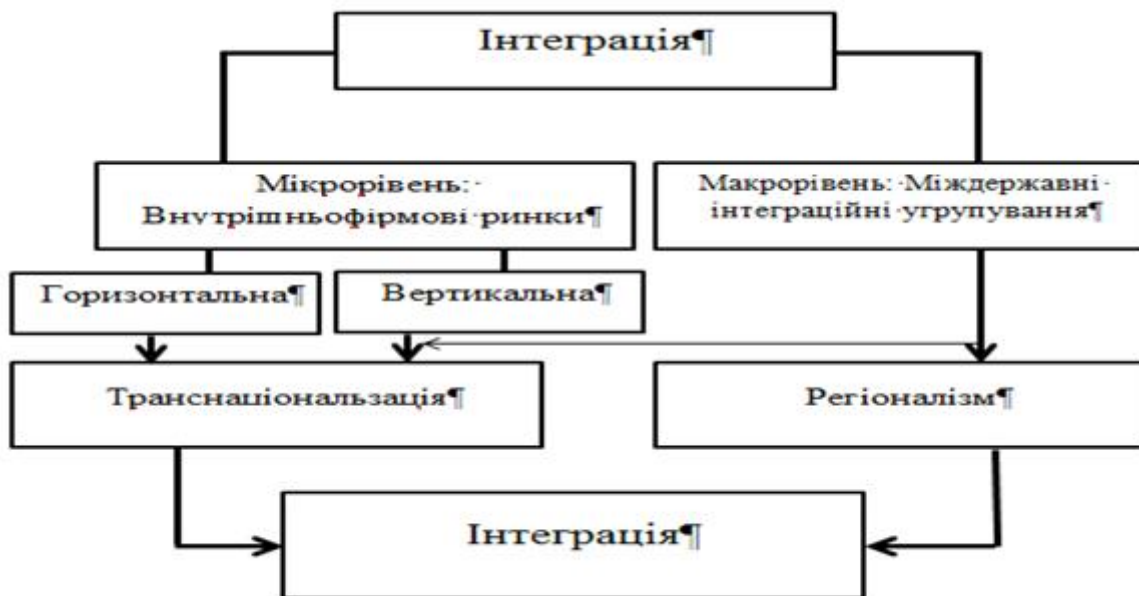 Інтеграція¶
Мікрорівень:·
Внутрішньофірмові·ринки¶
Макрорівень:·Міждержавні·
інтеграційні·угрупування¶
Горизонтальна¶
Вертикальна¶
Транснаціональзація¶
Регіоналізм¶
Інтеграція¶